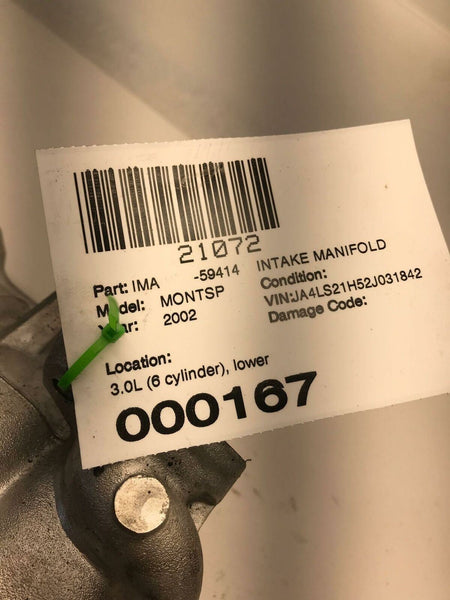 21072
Part: IMA -59414 INTAKE MANIFOLD
Model: MONTSP Condition:
2002 VIN:JA4LS21H52J031842
Damage Code:
Location:
3.0L (6 cylinder), lower
000167